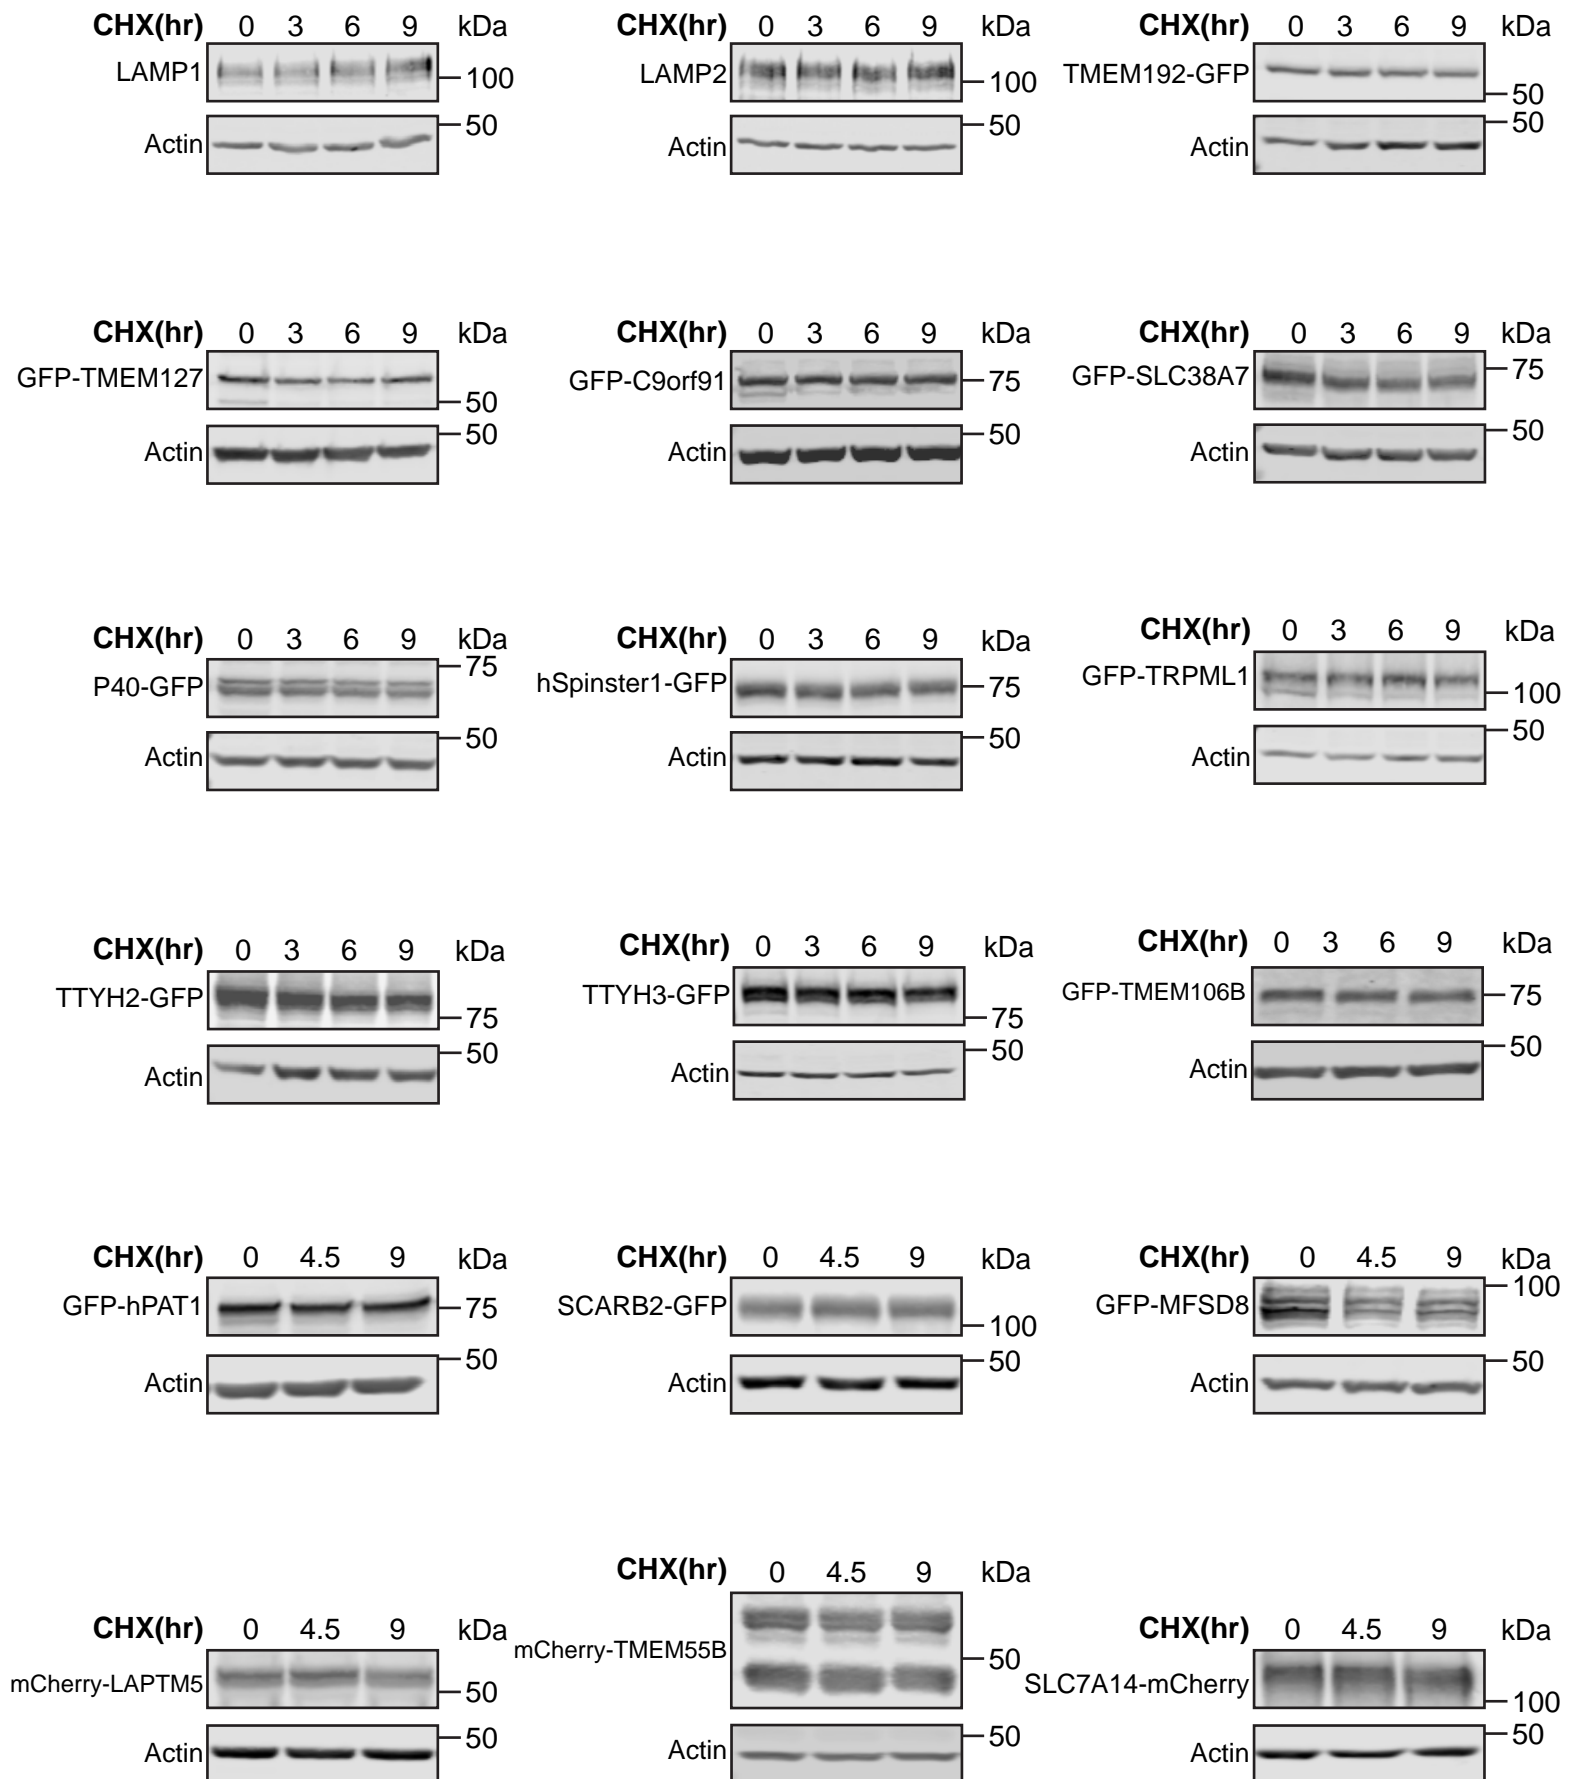 CHX(hr) 0 3 6 9 kDa
LAMP1 100
Actin 50
CHX(hr) 0 3 6 9 kDa
LAMP2 100
Actin 50
CHX(hr) 0 3 6 9 kDa
TMEM192-GFP 50
Actin 50
CHX(hr) 0 3 6 9 kDa
GFP-TMEM127 50
Actin 50
CHX(hr) 0 3 6 9 kDa
GFP-C9orf91 75
Actin 50
CHX(hr) 0 3 6 9 kDa
GFP-SLC38A7 75
Actin 50
CHX(hr) 0 3 6 9 kDa
P40-GFP 75
Actin 50
CHX(hr) 0 3 6 9 kDa
hSpinster1-GFP 75
Actin 50
CHX(hr) 0 3 6 9 kDa
GFP-TRPML1 100
Actin 50
CHX(hr) 0 3 6 9 kDa
TTYH2-GFP 75
Actin 50
CHX(hr) 0 3 6 9 kDa
TTYH3-GFP 75
Actin 50
CHX(hr) 0 3 6 9 kDa
GFP-TMEM106B 75
Actin 50
CHX(hr) 0 4.5 9 kDa
GFP-hPAT1 75
Actin 50
CHX(hr) 0 4.5 9 kDa
SCARB2-GFP 100
Actin 50
CHX(hr) 0 4.5 9 kDa
GFP-MFSD8 100
Actin 50
CHX(hr) 0 4.5 9 kDa
mCherry-LAPTM5 50
Actin 50
CHX(hr) 0 4.5 9 kDa
mCherry-TMEM55B 50
Actin 50
CHX(hr) 0 4.5 9 kDa
SLC7A14-mCherry 100
Actin 50